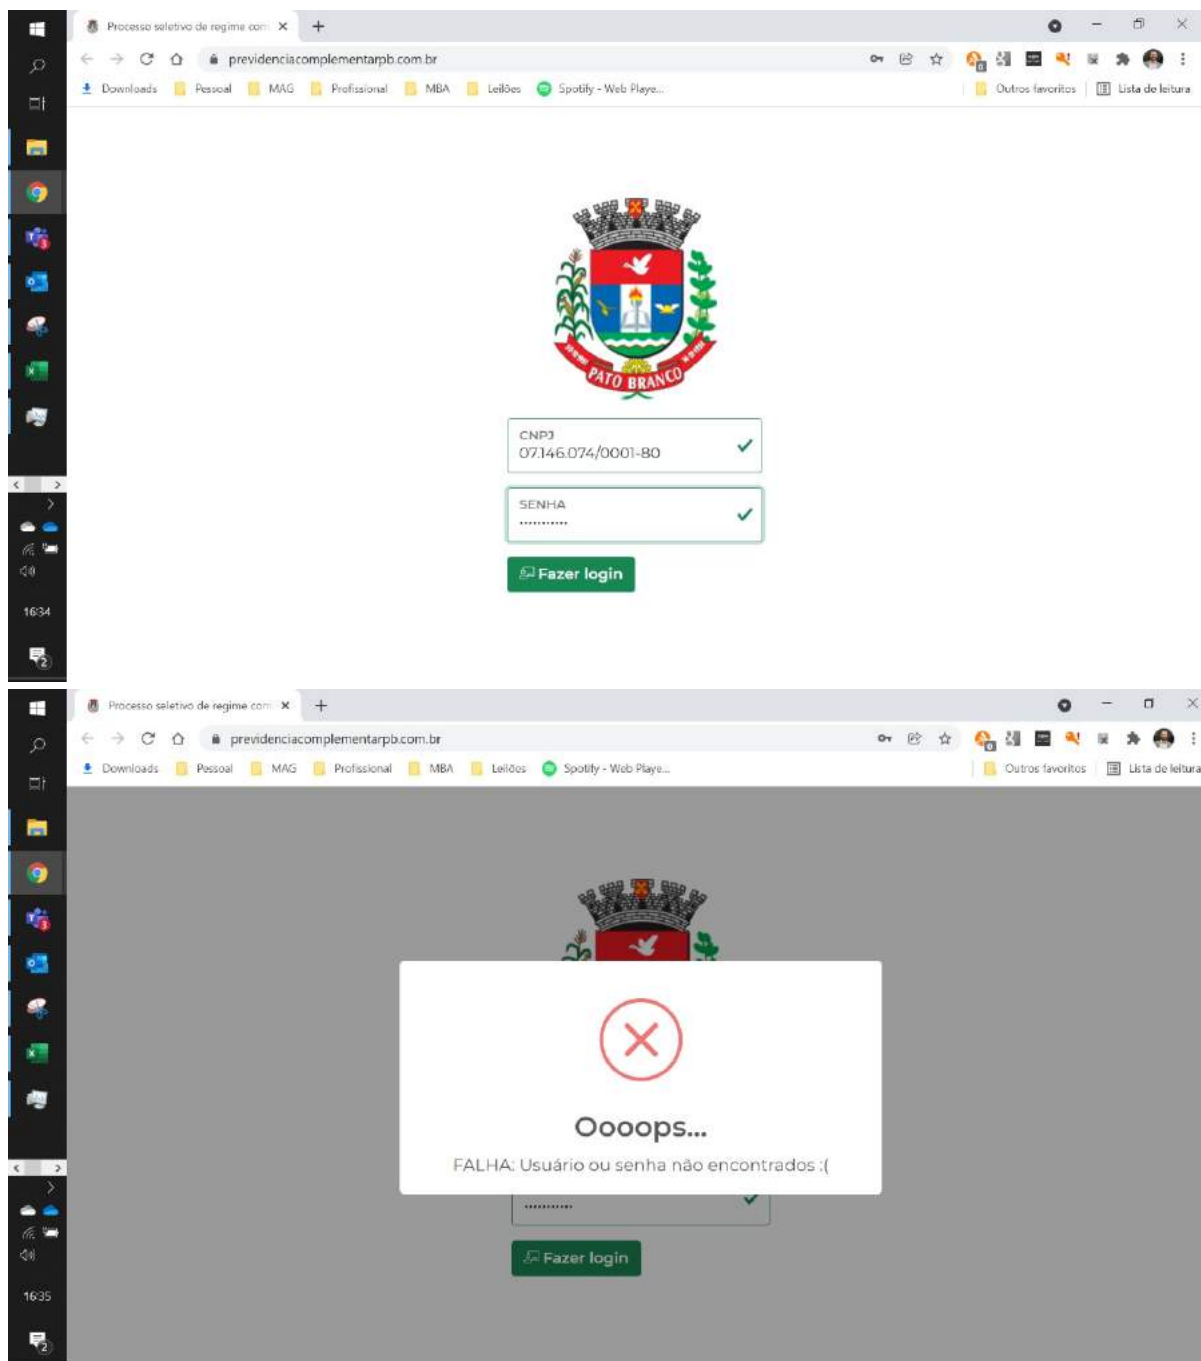 Processo seletivo de regime com
previdenciacomplementarpb.com.br
Downloads Pessoal MAG Profissional MBA Leilões Spotify - Web Playe... Outros favoritos Lista de leitura
PATO BRANCO
CNPJ
07.146.074/0001-80
SENHA
...........
Fazer login
16:34
2
Processo seletivo de regime com
previdenciacomplementarpb.com.br
Downloads Pessoal MAG Profissional MBA Leilões Spotify - Web Playe... Outros favoritos Lista de leitura
Oooops...
FALHA: Usuário ou senha não encontrados :(
...........
Fazer login
16:35
2